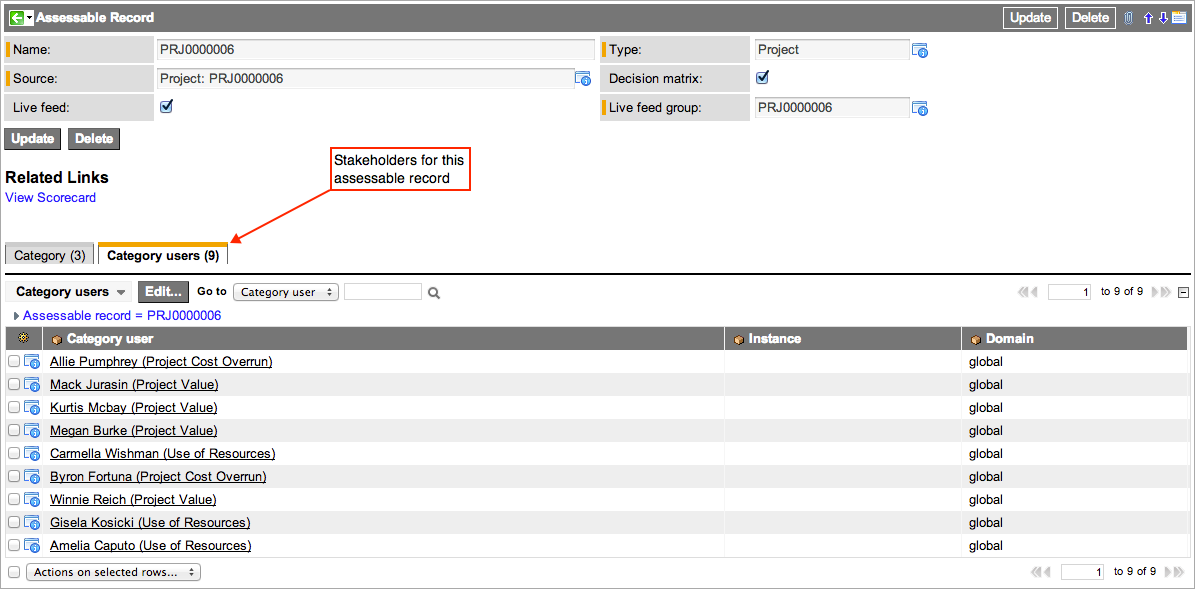 Assessable Record Update Delete
Name: PRJ0000006 Type: Project
Source: Project: PRJ0000006 Decision matrix:
Live feed: Live feed group: PRJ0000006
Update Delete
Stakeholders for this
assessable record
Related Links
View Scorecard
Category (3) Category users (9)
Category users Edit... Go to Category user 1 to 9 of 9
Assessable record = PRJ0000006
Category user Instance Domain
Allie Pumphrey (Project Cost Overrun) global
Mack Jurasin (Project Value) global
Kurtis Mcbay (Project Value) global
Megan Burke (Project Value) global
Carmella Wishman (Use of Resources) global
Byron Fortuna (Project Cost Overrun) global
Winnie Reich (Project Value) global
Gisela Kosicki (Use of Resources) global
Amelia Caputo (Use of Resources) global
Actions on selected rows... 1 to 9 of 9